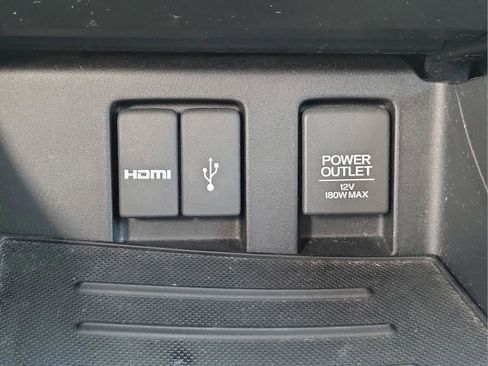 HDMI
POWER
OUTLET
12V
180W MAX